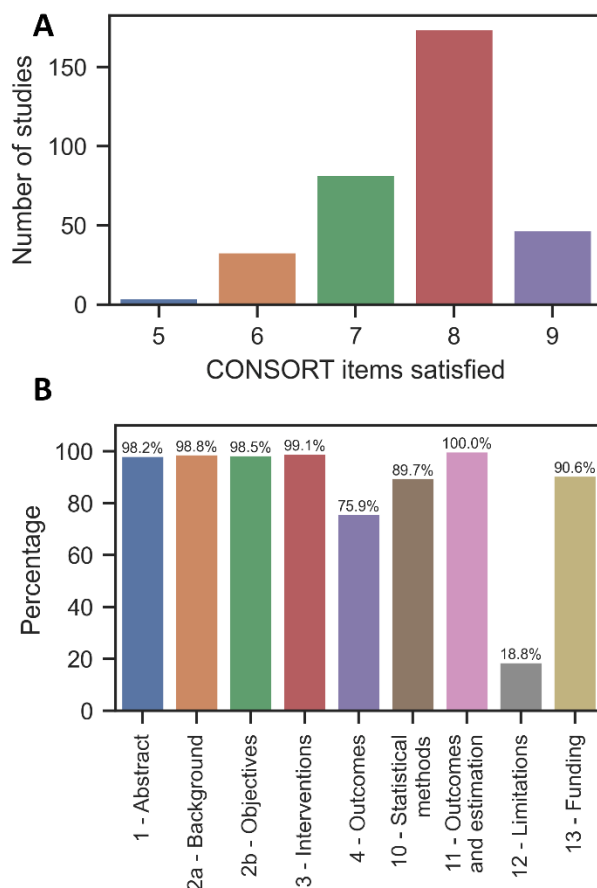 A
Number of studies
150
100
50
0
5 6 7 8 9
CONSORT items satisfied
B
Percentage
100
80
60
40
20
0
98.2% 98.8% 98.5% 99.1% 75.9% 89.7% 100.0% 18.8% 90.6%
1 - Abstract
2a - Background
2b - Objectives
3 - Interventions
4 - Outcomes
10 - Statistical
methods
11 - Outcomes
and estimation
12 - Limitations
13 - Funding